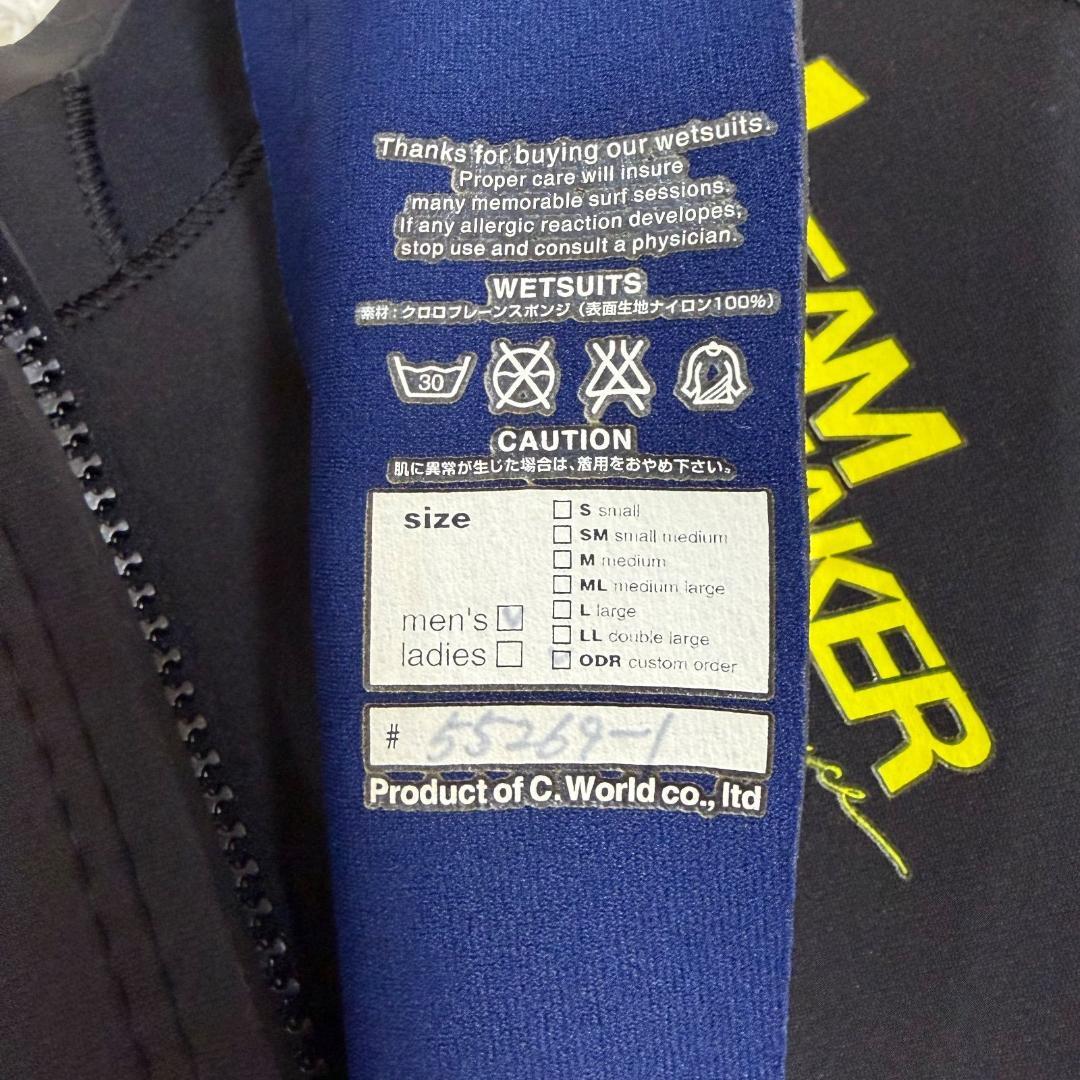 Thanks for buying our wetsuits.
Proper care will insure
many memorable surf sessions.
If any allergic reaction developes,
stop use and consult a physician.
WETSUITS
素材:クロロプレーンスポンジ(表面生地ナイロン100%)
30
CAUTION
肌に異常が生じた場合は、着用をおやめ下さい。
size
men's
ladies
S small
SM small medium
M medium
ML medium large
L large
LL double large
ODR custom order
# 55269-1
Product of C.World co., ltd